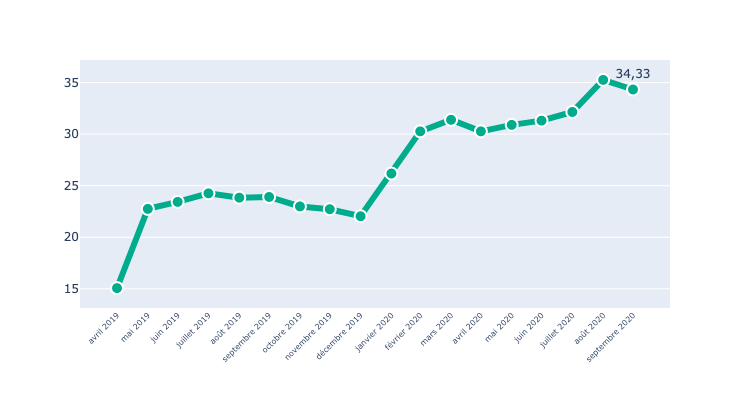 34,33
35
30
25
20
15
avril 2019
mai 2019
juin 2019
juillet 2019
août 2019
septembre 2019
octobre 2019
novembre 2019
décembre 2019
janvier 2020
février 2020
mars 2020
avril 2020
mai 2020
juin 2020
juillet 2020
août 2020
septembre 2020